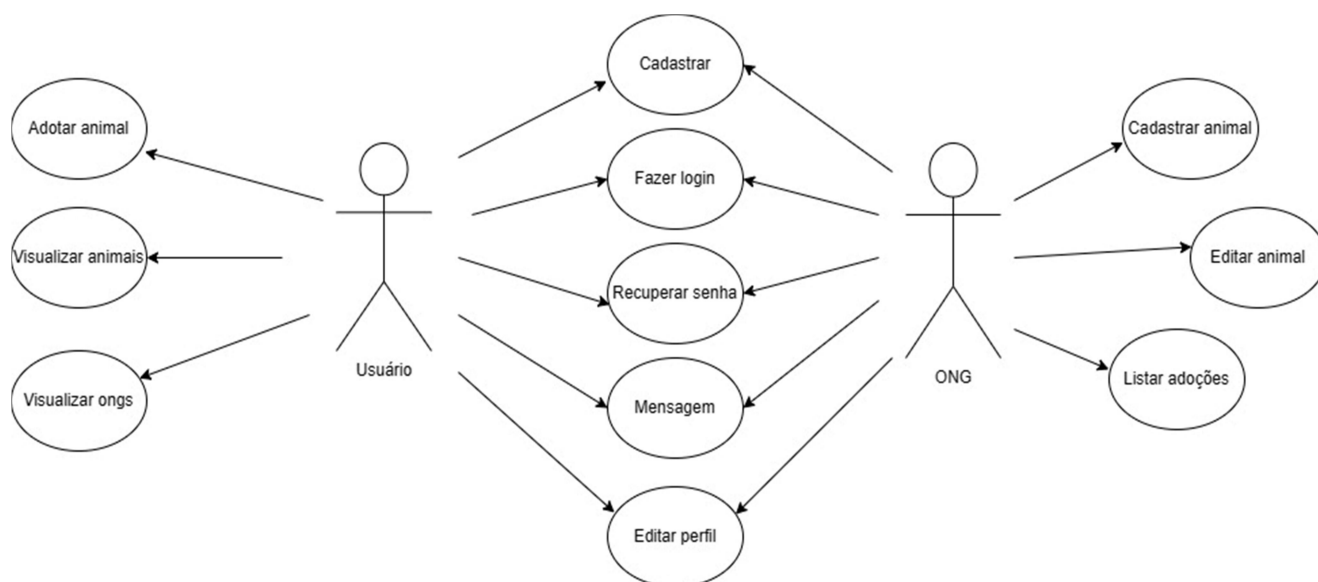 Cadastrar
Adotar animal
Cadastrar animal
Fazer login
Visualizar animais
Editar animal
Recuperar senha
Usuário
ONG
Listar adoções
Visualizar ongs
Mensagem
Editar perfil